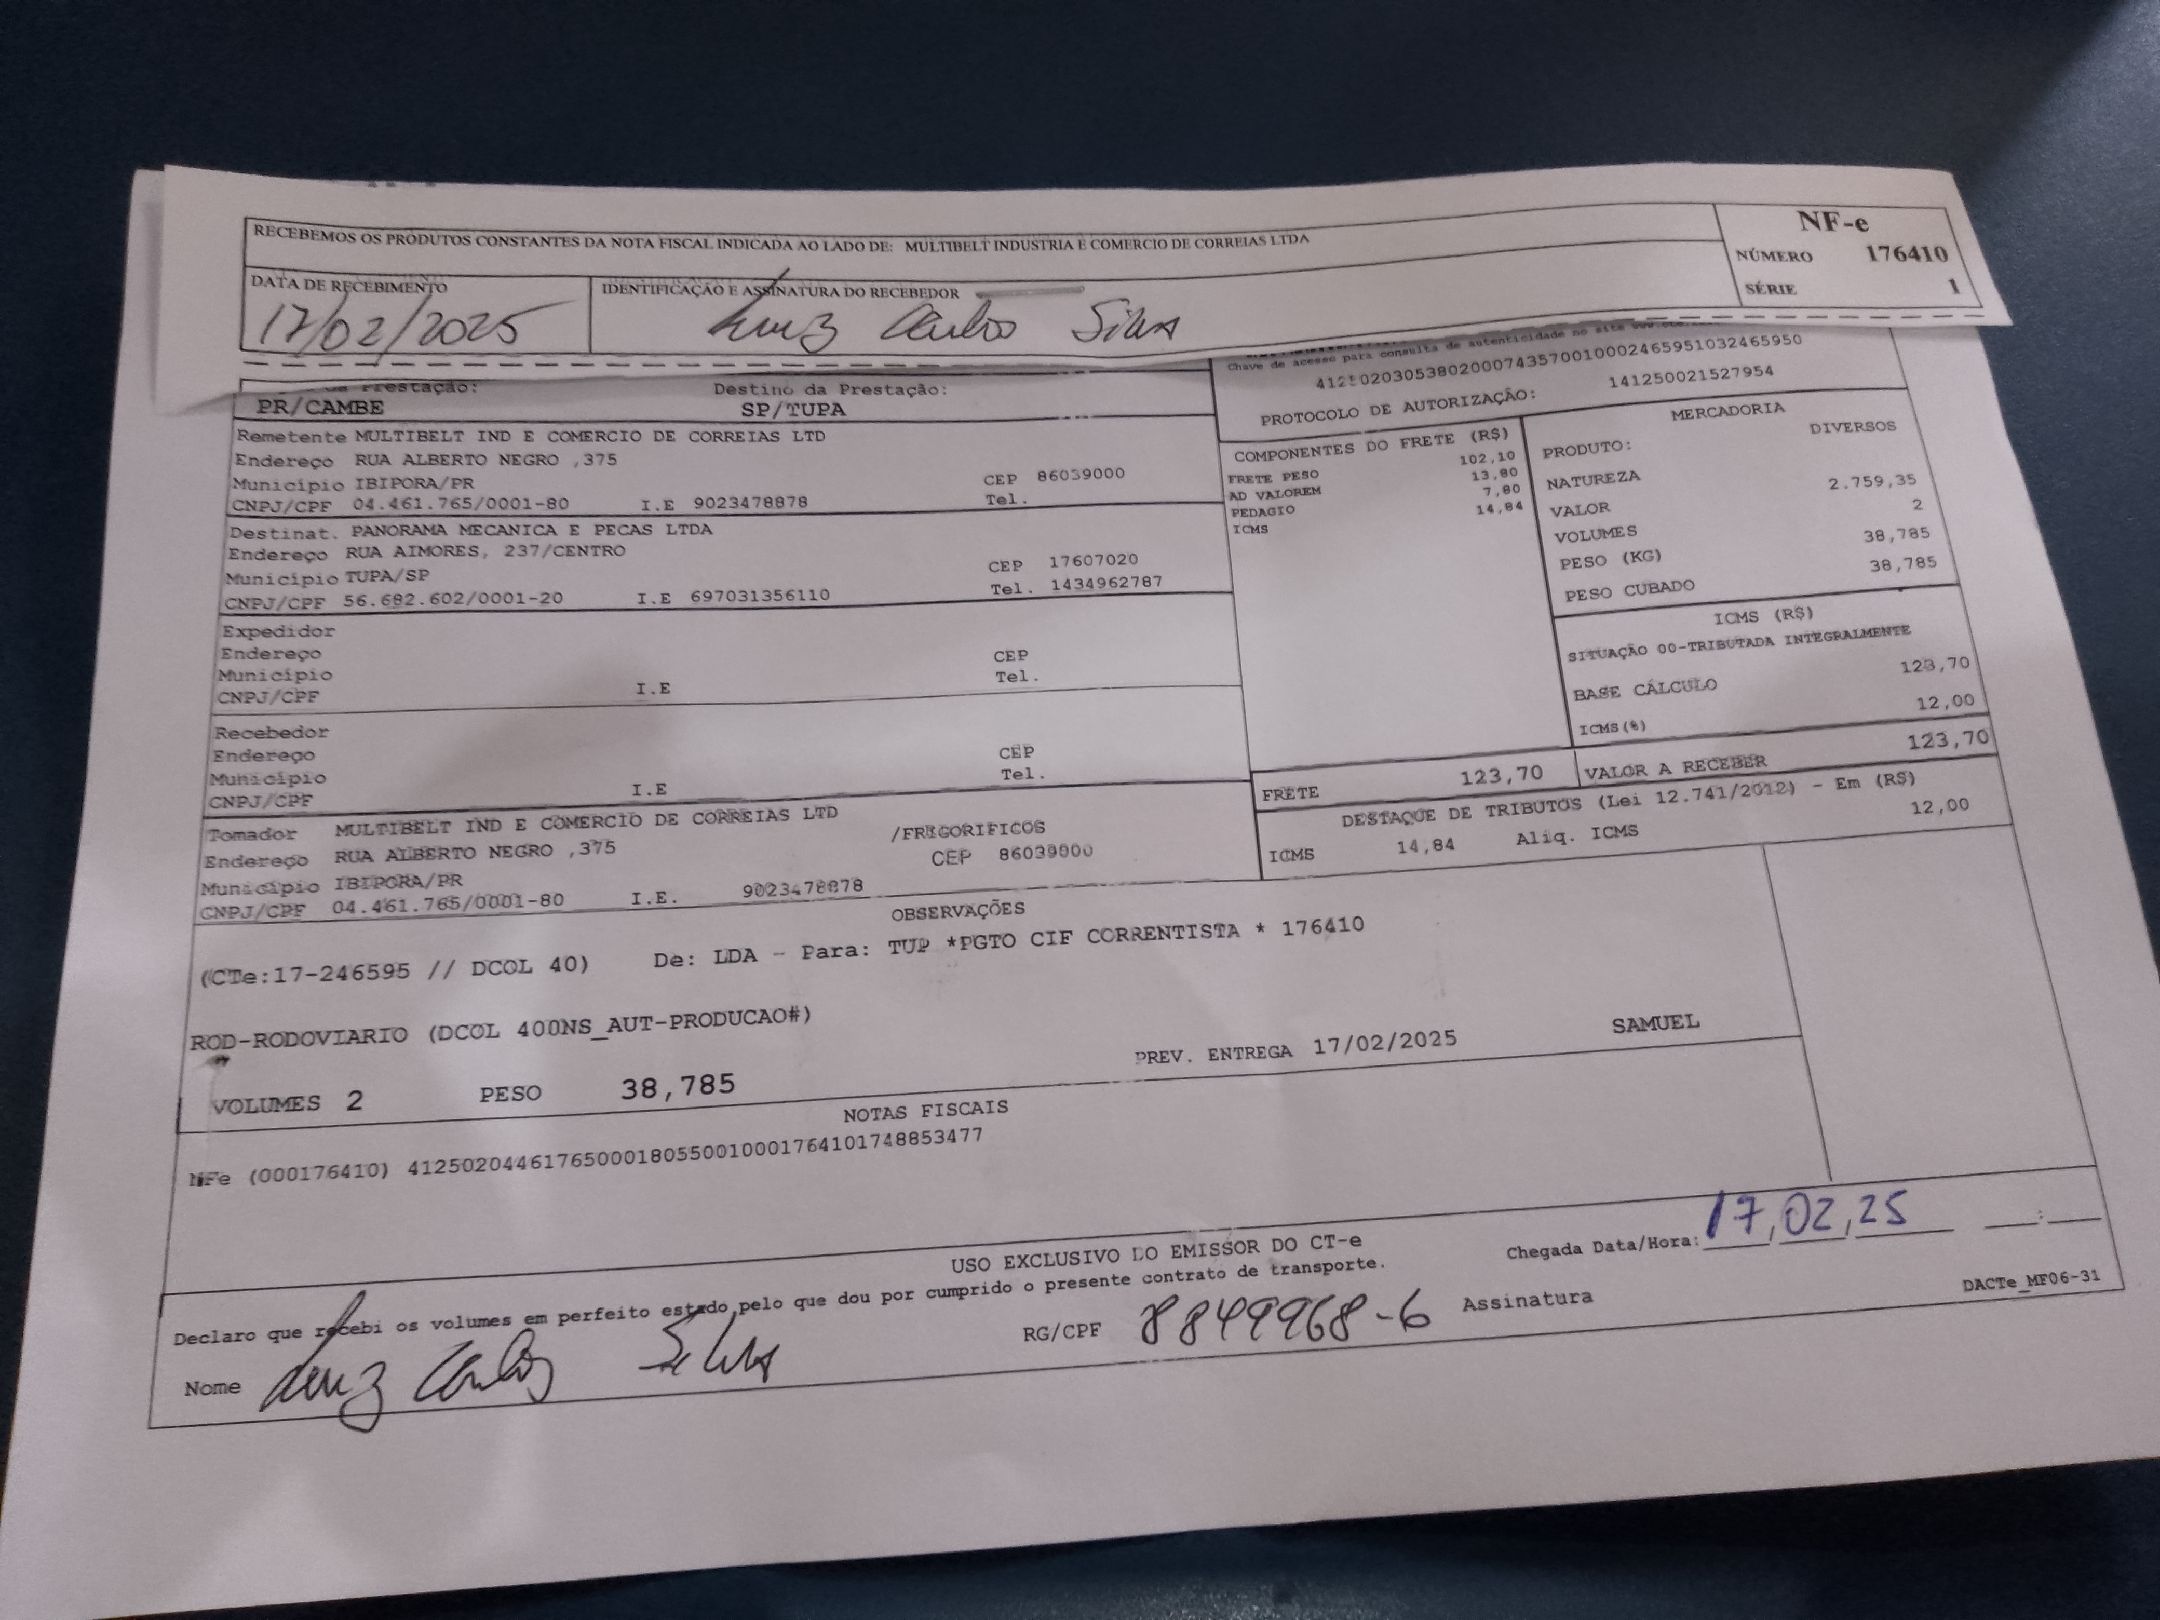 RECEBEMOS OS PRODUTOS CONSTANTES DA NOTA FISCAL INDICADA AO LADO DE: MULTIBELT INDUSTRIA E COMERCIO DE CORREIAS LTDA
NF-e
NÚMERO 176410
SÉRIE 1
DATA DE RECEBIMENTO
17/02/2025
IDENTIFICAÇÃO E ASSINATURA DO RECEBEDOR
Luiz Carlos Silva
Chave de acesso para consulta de autenticidade no site
41250203053802000743570010002465951032465950
PROTOCOLO DE AUTORIZAÇÃO: 141250021527954
da Prestação: Destino da Prestação:
PR/CAMBE SP/TUPA
Remetente MULTIBELT IND E COMERCIO DE CORREIAS LTD
Endereço RUA ALBERTO NEGRO ,375
Município IBIPORA/PR CEP 86039000
CNPJ/CPF 04.461.765/0001-80 I.E 9023478878 Tel.
Destinat. PANORAMA MECANICA E PECAS LTDA
Endereço RUA AIMORES, 237/CENTRO
Município TUPA/SP CEP 17607020
CNPJ/CPF 56.682.602/0001-20 I.E 697031356110 Tel. 1434962787
Expedidor
Endereço
Município CEP
CNPJ/CPF I.E Tel.
Recebedor
Endereço
Município CEP
CNPJ/CPF I.E Tel.
Tomador MULTIBELT IND E COMERCIO DE CORREIAS LTD /FRIGORIFICOS
Endereço RUA ALBERTO NEGRO ,375 CEP 86039000
Município IBIPORA/PR
CNPJ/CPF 04.461.765/0001-80 I.E. 9023478878
COMPONENTES DO FRETE (R$)
FRETE PESO 102,10
AD VALOREM 13,80
PEDAGIO 7,80
ICMS 14,84
MERCADORIA
PRODUTO: DIVERSOS
NATUREZA
VALOR 2.759,35
VOLUMES 2
PESO (KG) 38,785
PESO CUBADO 38,785
ICMS (R$)
SITUAÇÃO 00-TRIBUTADA INTEGRALMENTE
BASE CÁLCULO 123,70
ICMS(%) 12,00
FRETE 123,70 VALOR A RECEBER 123,70
DESTAQUE DE TRIBUTOS (Lei 12.741/2012) - Em (R$)
ICMS 14,84 Aliq. ICMS 12,00
OBSERVAÇÕES
(CTe:17-246595 // DCOL 40) De: LDA - Para: TUP *PGTO CIF CORRENTISTA * 176410
ROD-RODOVIARIO (DCOL 400NS_AUT-PRODUCAO#)
PREV. ENTREGA 17/02/2025 SAMUEL
VOLUMES 2 PESO 38,785
NOTAS FISCAIS
NFe (000176410) 41250204461765000180550010001764101748853477
USO EXCLUSIVO DO EMISSOR DO CT-e
Chegada Data/Hora: 17,02,25 :
Declaro que recebi os volumes em perfeito estado pelo que dou por cumprido o presente contrato de transporte.
Nome Luiz Carlos Silva RG/CPF 8849968-6 Assinatura
DACTe_MF06-31